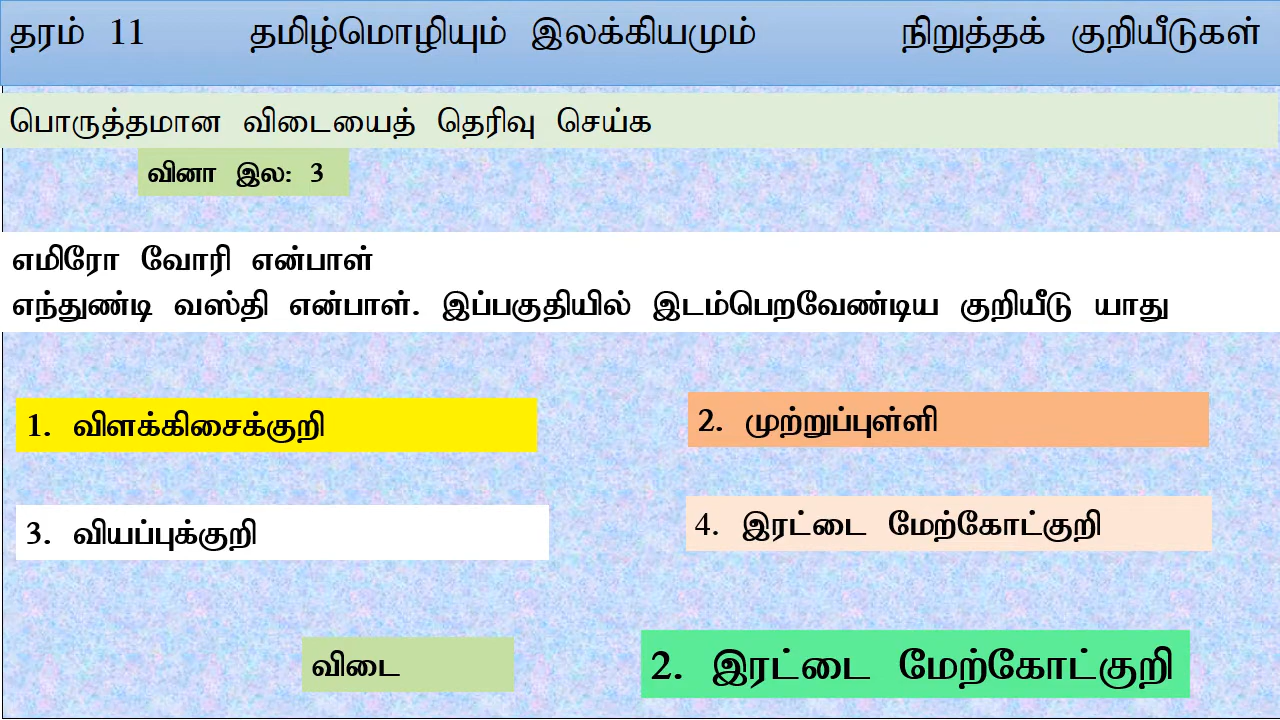 தரம் 11 தமிழ்மொழியும் இலக்கியமும் நிறுத்தக் குறியீடுகள்
பொருத்தமான விடையைத் தெரிவு செய்க
வினா இல: 3
எமிரோ வோரி என்பாள்
எந்துண்டி வஸ்தி என்பாள். இப்பகுதியில் இடம்பெறவேண்டிய குறியீடு யாது
1. விளக்கிசைக்குறி
2. முற்றுப்புள்ளி
3. வியப்புக்குறி
4. இரட்டை மேற்கோட்குறி
விடை
2. இரட்டை மேற்கோட்குறி